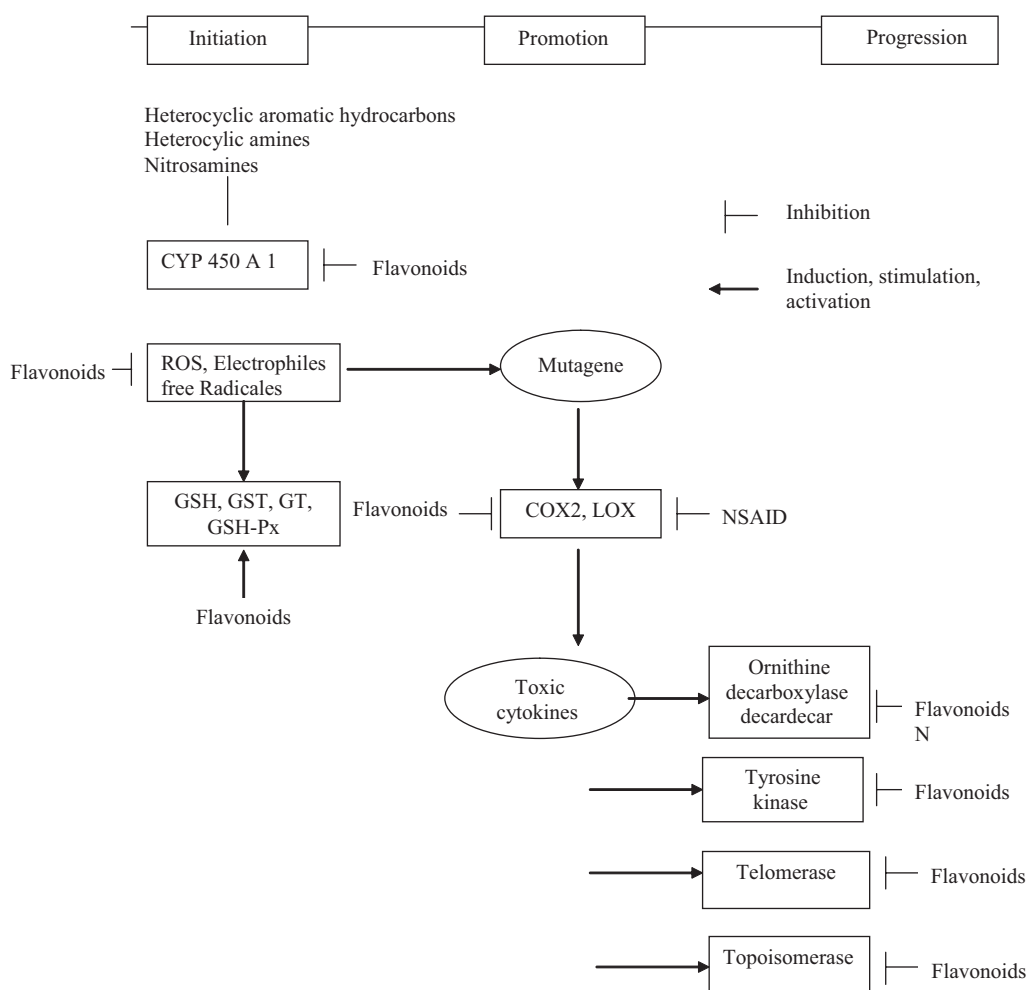 Initiation
Promotion
Progression
Heterocyclic aromatic hydrocarbons
Heterocylic amines
Nitrosamines
Inhibition
CYP 450 A 1
Flavonoids
Induction, stimulation,
activation
Flavonoids
ROS, Electrophiles
free Radicales
Mutagene
GSH, GST, GT,
GSH-Px
Flavonoids
COX2, LOX
NSAID
Flavonoids
Toxic
cytokines
Ornithine
decarboxylase
decardecar
Flavonoids
N
Tyrosine
kinase
Flavonoids
Telomerase
Flavonoids
Topoisomerase
Flavonoids